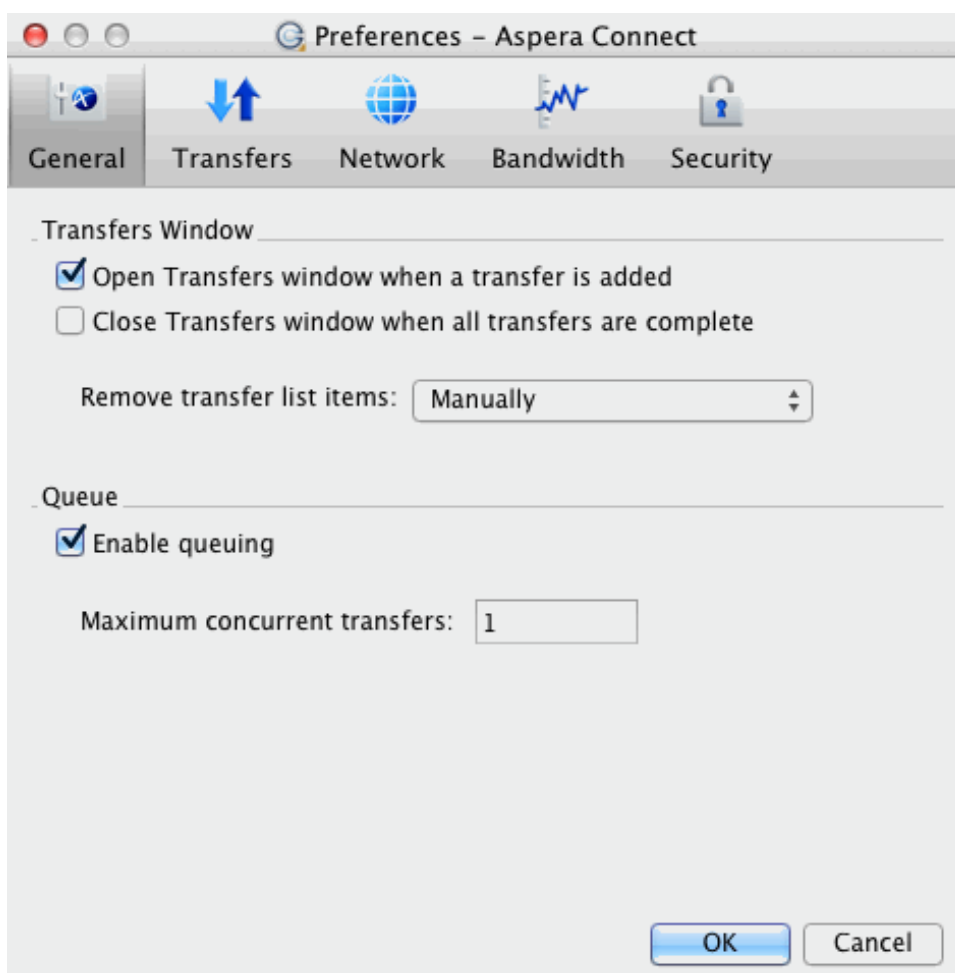 Preferences – Aspera Connect
General Transfers Network Bandwidth Security
Transfers Window
Open Transfers window when a transfer is added
Close Transfers window when all transfers are complete
Remove transfer list items: Manually
Queue
Enable queuing
Maximum concurrent transfers: 1
OK Cancel